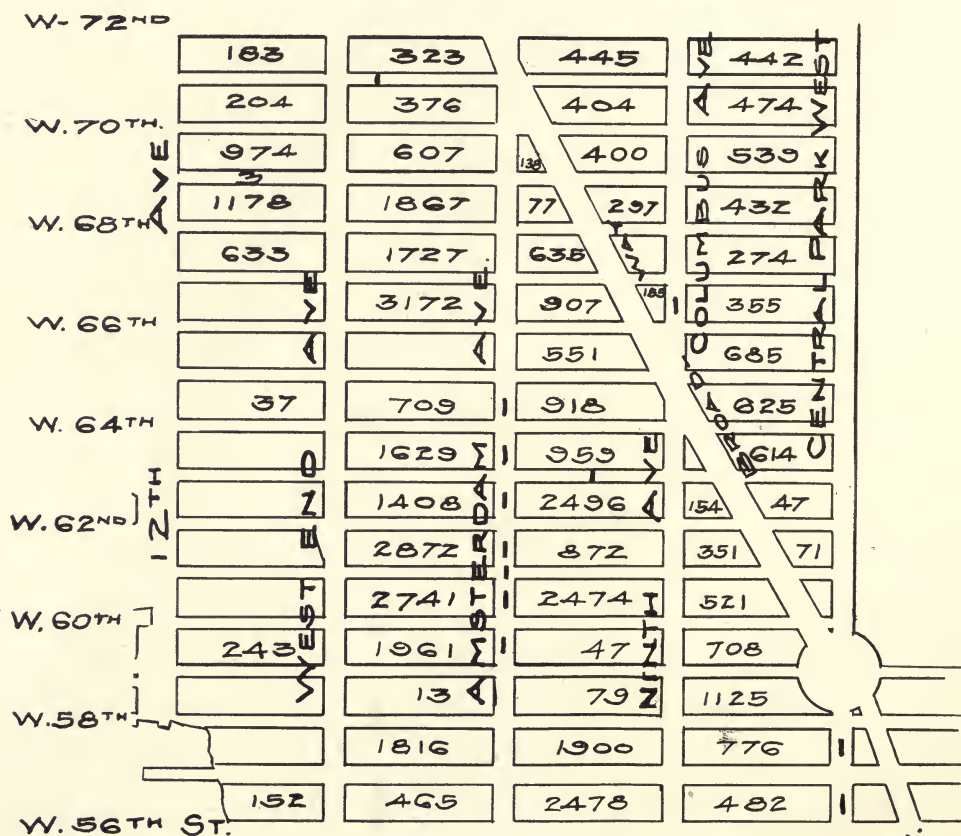 W- 72ND
183 323 445 442
204 376 404 474
W. 70TH.
974 607 138 400 539
3
1178 1867 77 297 432
W. 68TH
633 1727 635 274
3172 907 185 355
W. 66TH
551 685
37 709 918 625
W. 64TH
1629 959 614
1408 2496 154 47
W. 62ND
2872 872 351 71
2741 2474 521
W. 60TH
243 1961 47 708
13 79 1125
W. 58TH
1816 1900 776
152 465 2478 482
W. 56TH ST.
12TH AVE
WEST END AVE
AMSTERDAM AVE.
NINTH AVE
BROADWAY
COLUMBUS AVE
CENTRAL PARK WEST